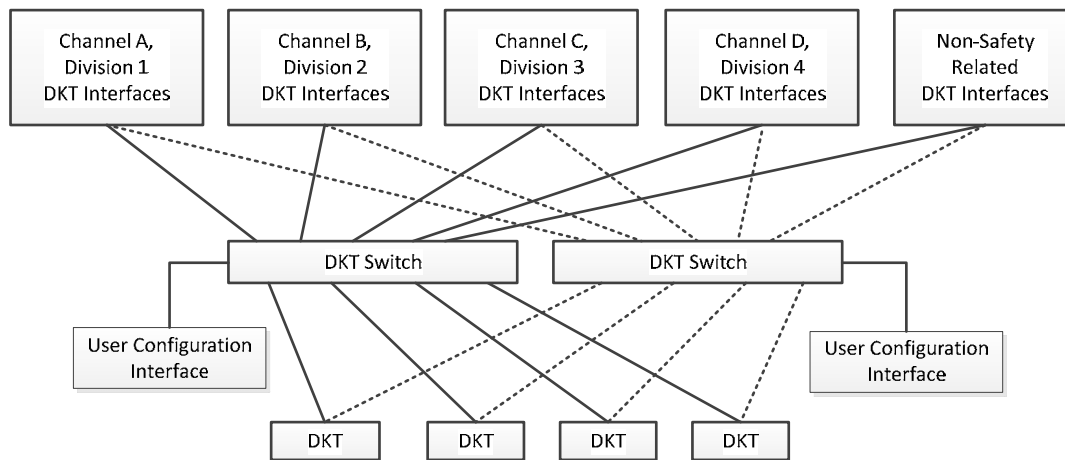 Channel A,
Division 1
DKT Interfaces
Channel B,
Division 2
DKT Interfaces
Channel C,
Division 3
DKT Interfaces
Channel D,
Division 4
DKT Interfaces
Non-Safety
Related
DKT Interfaces
DKT Switch
DKT Switch
User Configuration
Interface
User Configuration
Interface
DKT
DKT
DKT
DKT